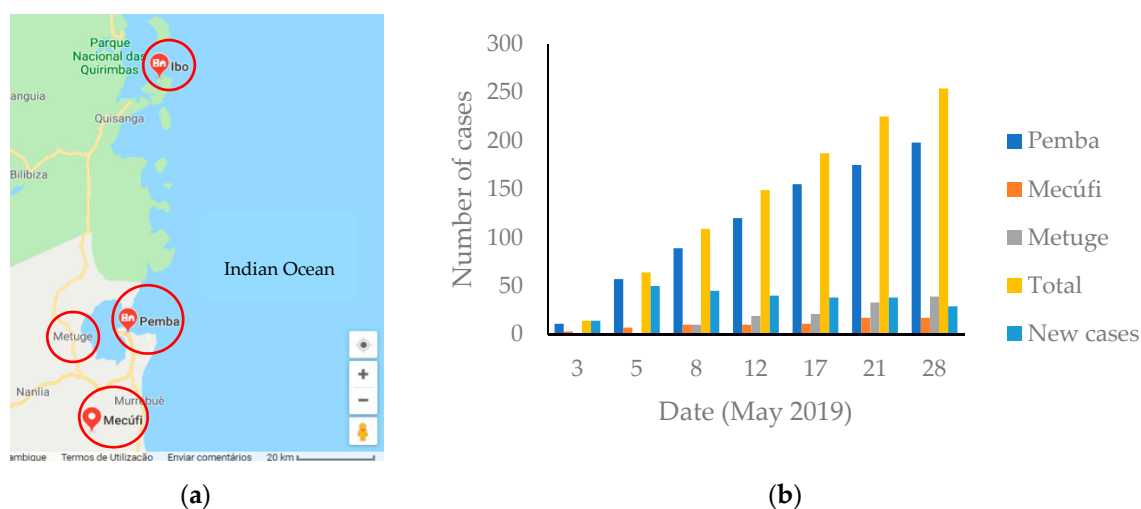 Parque
Nacional das
Quirimbas
Ibo
anguia
Quisanga
Bilibiza
Indian Ocean
Pemba
Metuge
Nanlia
Murrébuè
Mecúfi
ambique Termos de Utilização Enviar comentários 20 km
(a)
300
250
200
150
100
50
0
Number of cases
3 5 8 12 17 21 28
Date (May 2019)
Pemba
Mecúfi
Metuge
Total
New cases
(b)